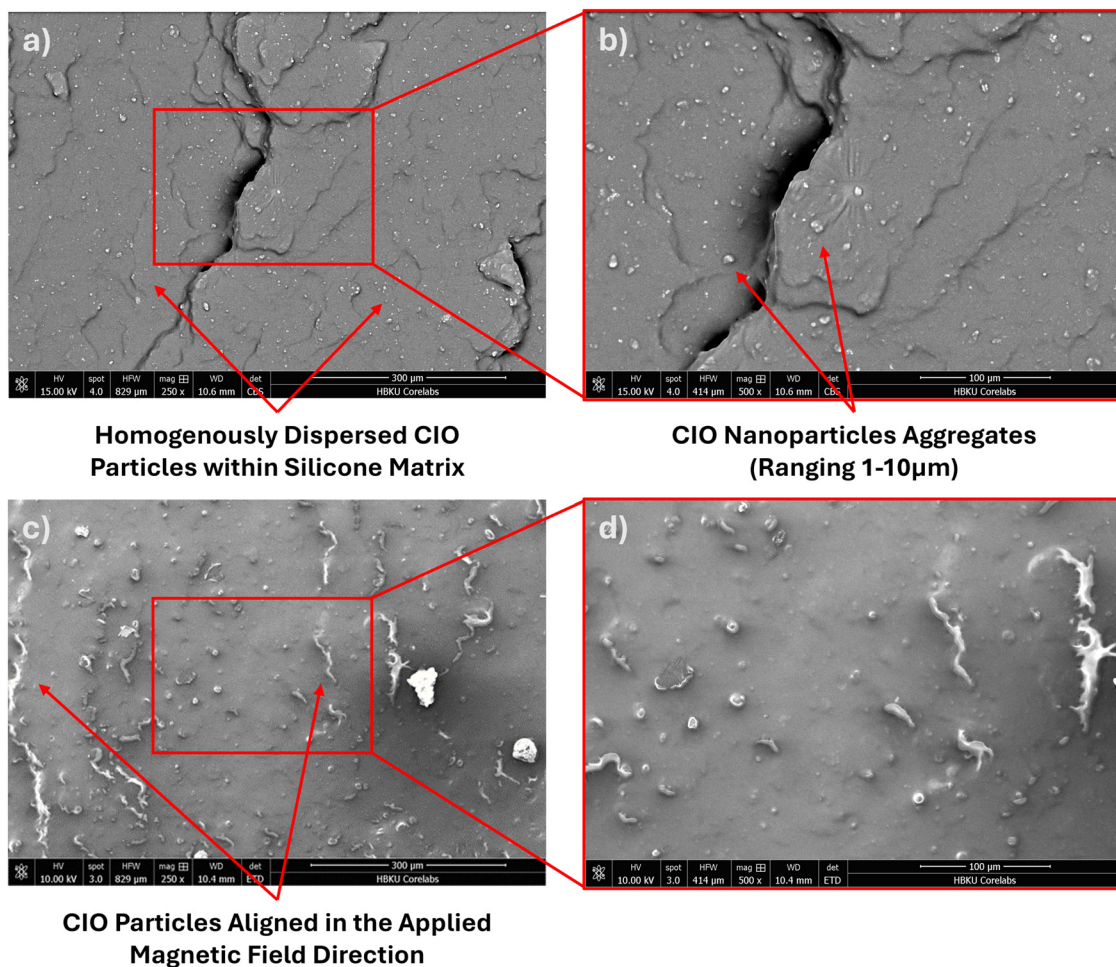 a)
HV spot HFW mag WD det
300 µm
15.00 kV 4.0 829 µm 250 x 10.6 mm CBS
HBKU Corelabs
b)
HV spot HFW mag WD det
100 µm
15.00 kV 4.0 414 µm 500 x 10.6 mm CBS
HBKU Corelabs
Homogenously Dispersed CIO
Particles within Silicone Matrix
CIO Nanoparticles Aggregates
(Ranging 1-10µm)
c)
HV spot HFW mag WD det
300 µm
10.00 kV 3.0 829 µm 250 x 10.4 mm ETD
HBKU Corelabs
d)
HV spot HFW mag WD det
100 µm
10.00 kV 3.0 414 µm 500 x 10.4 mm ETD
HBKU Corelabs
CIO Particles Aligned in the Applied
Magnetic Field Direction